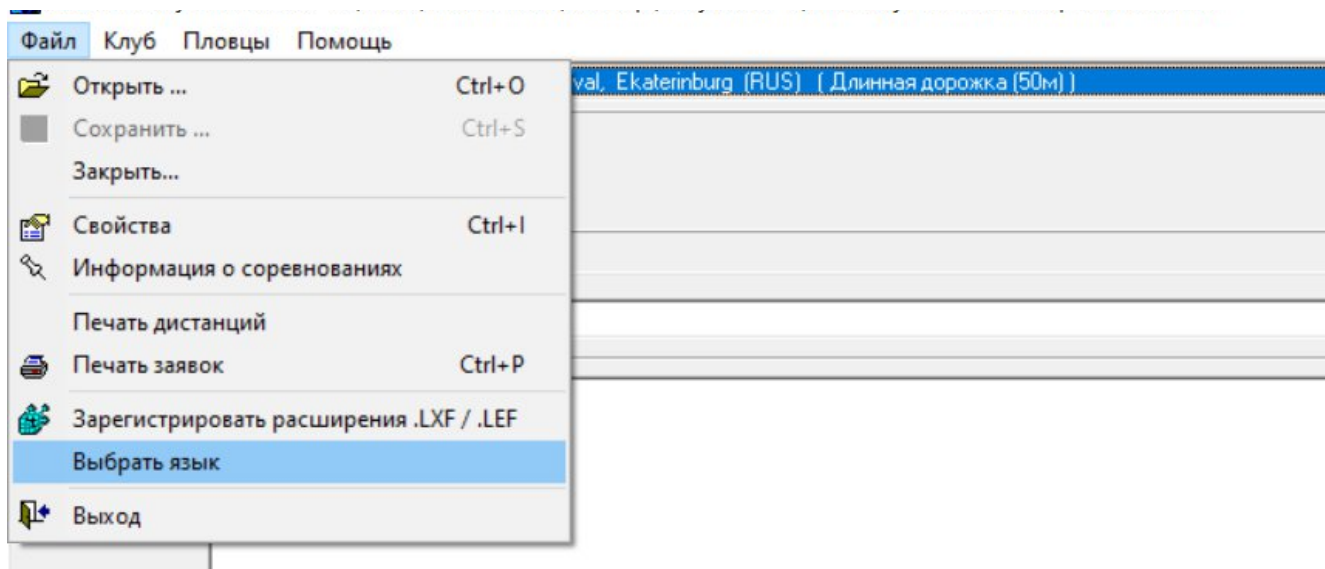 Файл Клуб Пловцы Помощь
Открыть ... Ctrl+O
val, Ekaterinburg (RUS) ( Длинная дорожка (50м) )
Сохранить ... Ctrl+S
Закрыть...
Свойства Ctrl+I
Информация о соревнованиях
Печать дистанций
Печать заявок Ctrl+P
Зарегистрировать расширения .LXF / .LEF
Выбрать язык
Выход